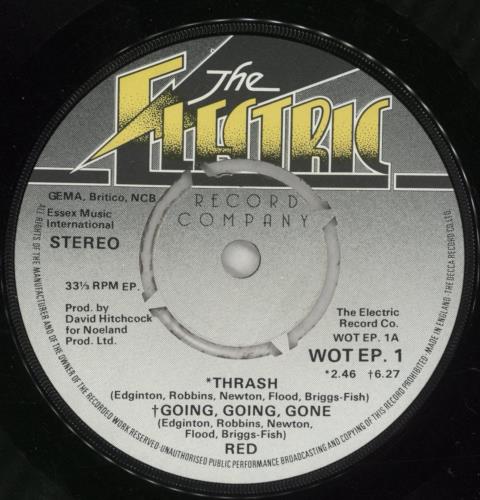 The
ELECTRIC
RECORD
COMPANY
GEMA, Britico, NCB
Essex Music
International
STEREO
33⅓ RPM EP.
Prod. by
David Hitchcock
for Noeland
Prod. Ltd.
The Electric
Record Co.
WOT EP. 1A
WOT EP. 1
*2.46 †6.27
*THRASH
(Edginton, Robbins, Newton, Flood, Briggs-Fish)
†GOING, GOING, GONE
(Edginton, Robbins, Newton,
Flood, Briggs-Fish)
RED
ALL RIGHTS OF THE MANUFACTURER AND OF THE OWNER OF THE RECORDED WORK RESERVED-UNAUTHORISED PUBLIC PERFORMANCE BROADCASTING AND COPYING OF THIS RECORD PROHIBITED-MADE IN ENGLAND-THE DECCA RECORD CO.LTD.